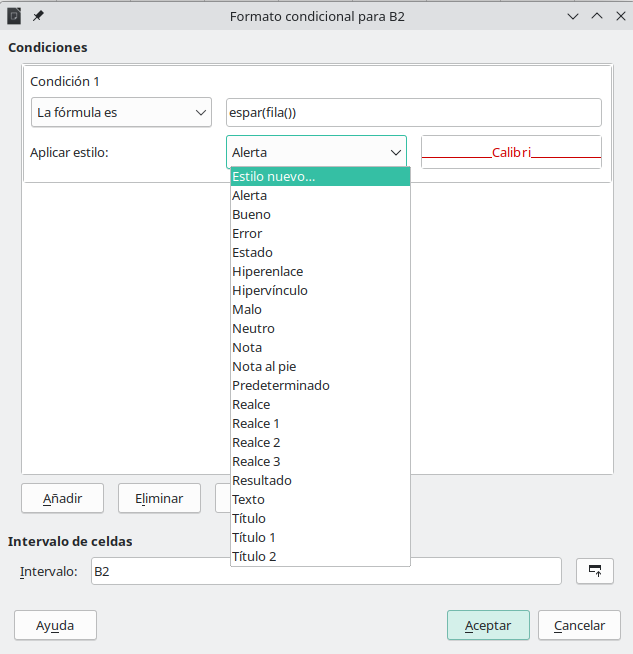 Formato condicional para B2
Condiciones
Condición 1
La fórmula es
espar(fila())
Aplicar estilo:
Alerta
Calibri
Estilo nuevo...
Alerta
Bueno
Error
Estado
Hiperenlace
Hipervínculo
Malo
Neutro
Nota
Nota al pie
Predeterminado
Realce
Realce 1
Realce 2
Realce 3
Resultado
Texto
Título
Título 1
Título 2
Añadir
Eliminar
Intervalo de celdas
Intervalo:
B2
Ayuda
Aceptar
Cancelar